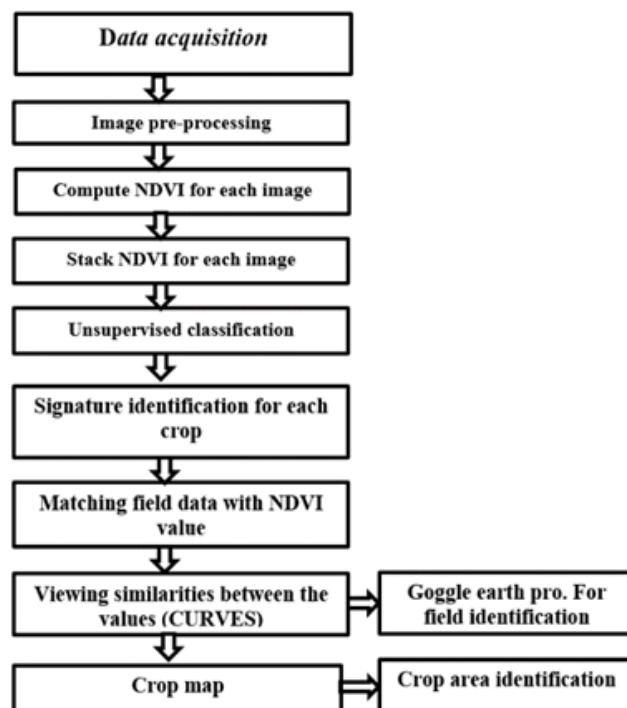 Data acquisition
Image pre-processing
Compute NDVI for each image
Stack NDVI for each image
Unsupervised classification
Signature identification for each
crop
Matching field data with NDVI
value
Viewing similarities between the
values (CURVES)
Goggle earth pro. For
field identification
Crop map
Crop area identification